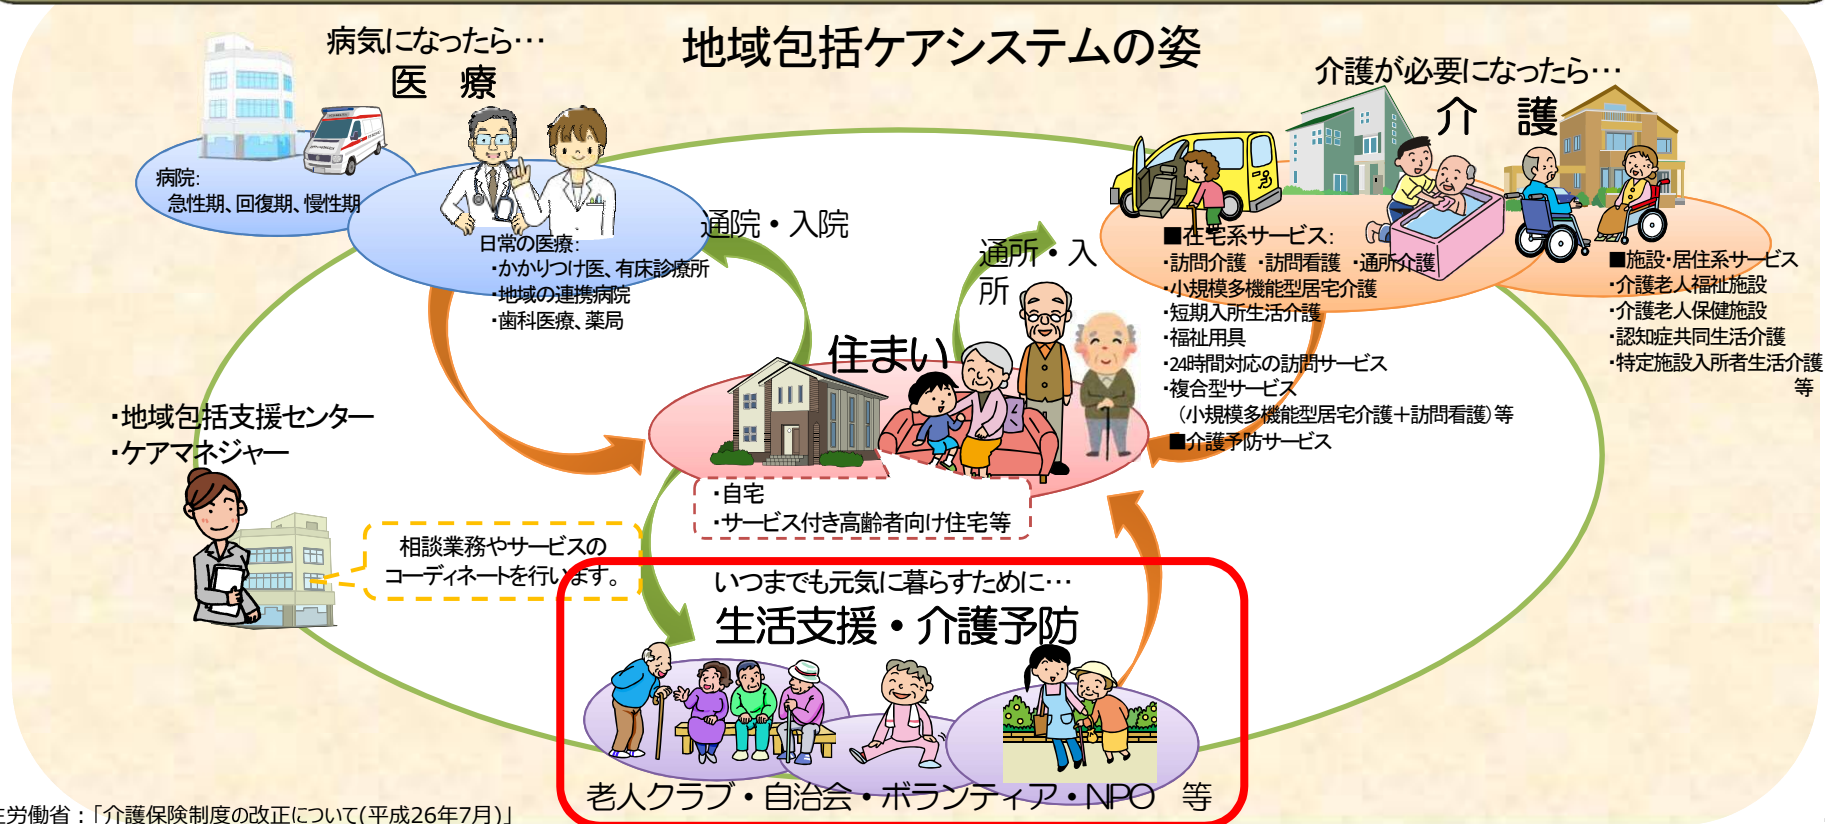 地域包括ケアシステムの姿
病気になったら…
医 療
病院:
急性期、回復期、慢性期
日常の医療:
・かかりつけ医、有床診療所
・地域の連携病院
・歯科医療、薬局
通院・入院
通所・入
所
介護が必要になったら…
介 護
■在宅系サービス:
・訪問介護 ・訪問看護 ・通所介護
・小規模多機能型居宅介護
・短期入所生活介護
・福祉用具
・24時間対応の訪問サービス
・複合型サービス
(小規模多機能型居宅介護+訪問看護)等
■介護予防サービス
■施設・居住系サービス
・介護老人福祉施設
・介護老人保健施設
・認知症共同生活介護
・特定施設入所者生活介護
等
住まい
・自宅
・サービス付き高齢者向け住宅等
・地域包括支援センター
・ケアマネジャー
相談業務やサービスの
コーディネートを行います。
いつまでも元気に暮らすために…
生活支援・介護予防
老人クラブ・自治会・ボランティア・NPO 等
生労働省:「介護保険制度の改正について(平成26年7月)」